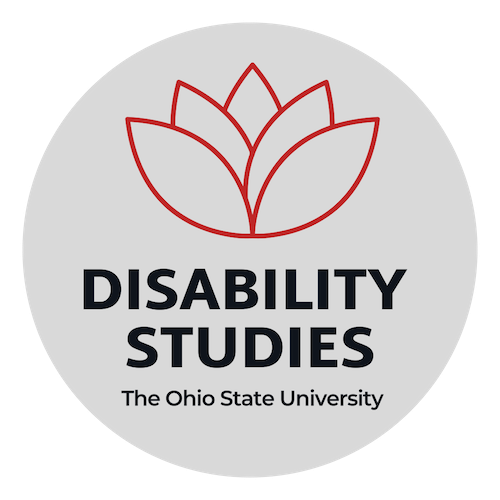 DISABILITY
STUDIES
The Ohio State University